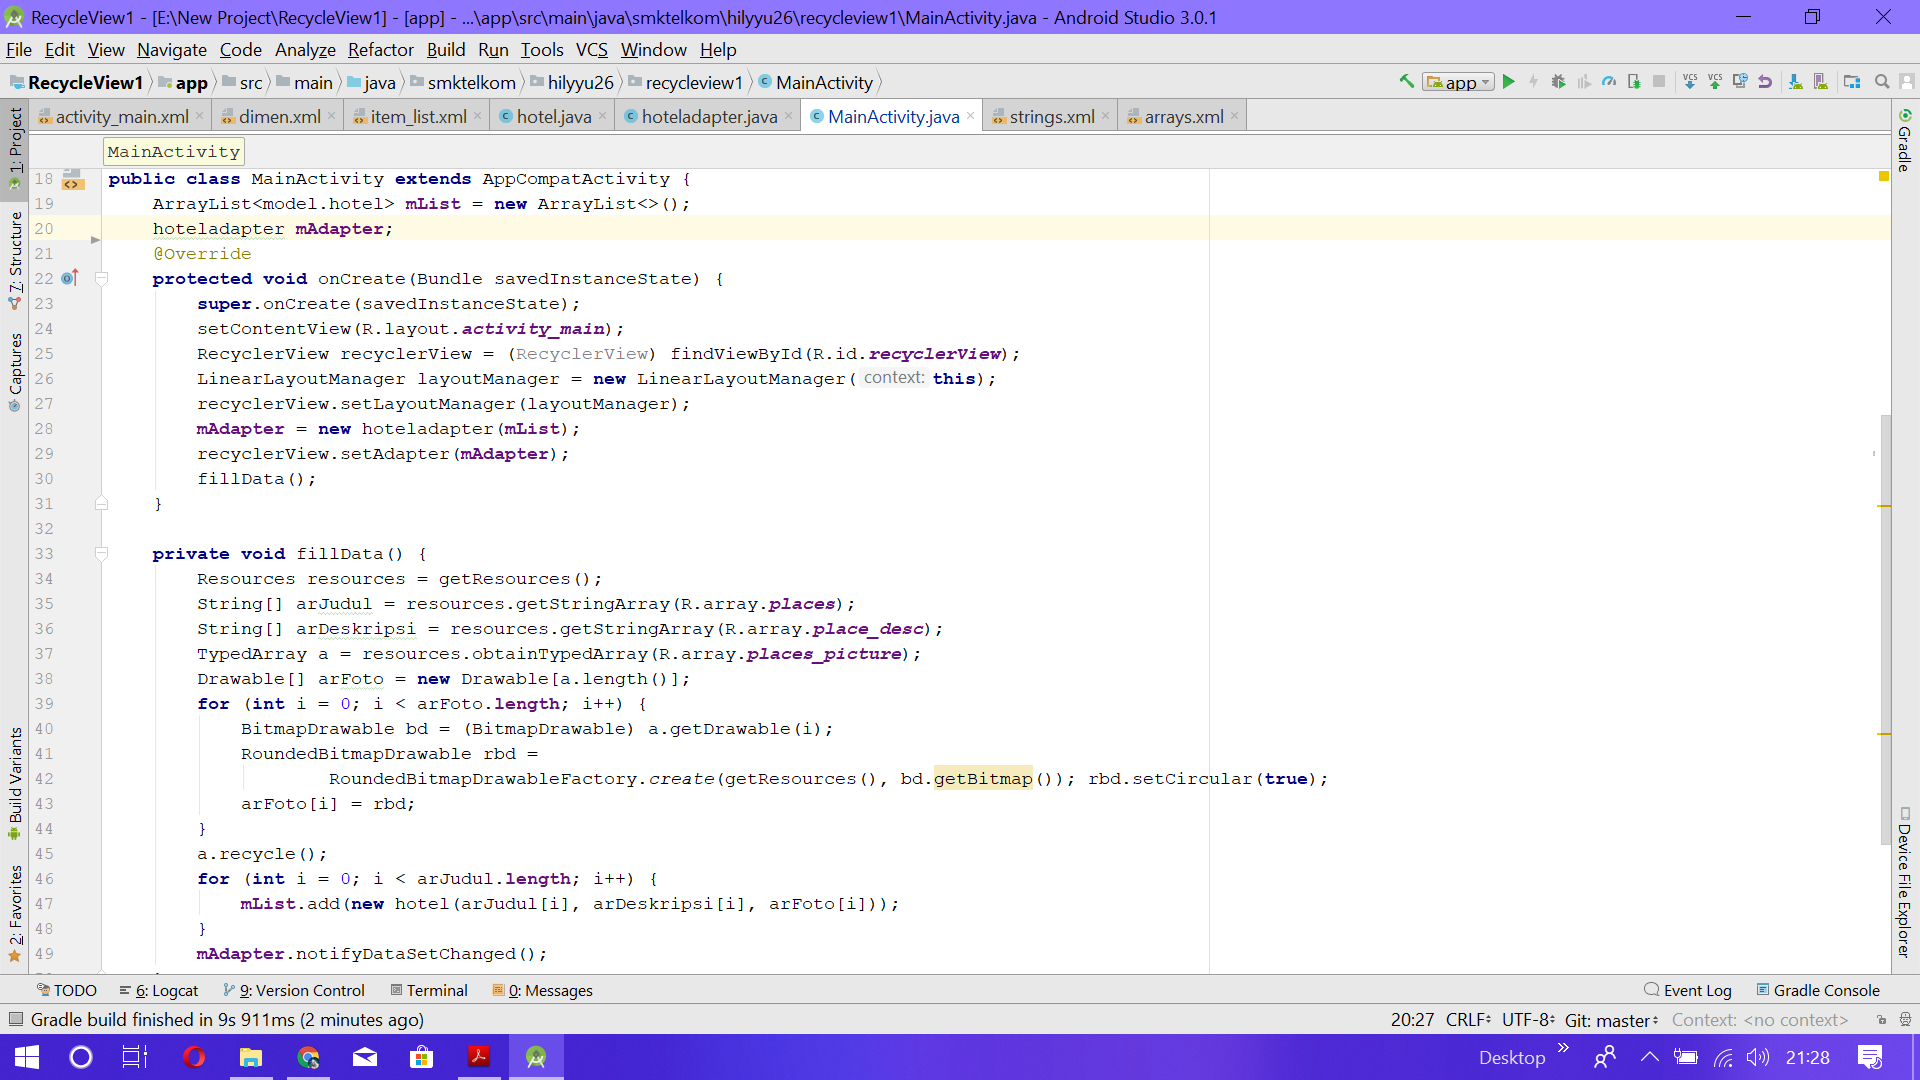 RecycleView1 - [E:\New Project\RecycleView1] - [app] - ...\app\src\main\java\smktelkom\hilyyu26\recycleview1\MainActivity.java - Android Studio 3.0.1
File Edit View Navigate Code Analyze Refactor Build Run Tools VCS Window Help
RecycleView1 app src main java smktelkom hilyyu26 recycleview1 MainActivity app VCS VCS
activity_main.xml dimen.xml item_list.xml hotel.java hoteladapter.java MainActivity.java strings.xml arrays.xml
MainActivity
18 public class MainActivity extends AppCompatActivity {
19 ArrayList<model.hotel> mList = new ArrayList<>();
20 hoteladapter mAdapter;
21 @Override
22 protected void onCreate(Bundle savedInstanceState) {
23 super.onCreate(savedInstanceState);
24 setContentView(R.layout.activity_main);
25 RecyclerView recyclerView = (RecyclerView) findViewById(R.id.recyclerView);
26 LinearLayoutManager layoutManager = new LinearLayoutManager( context: this);
27 recyclerView.setLayoutManager(layoutManager);
28 mAdapter = new hoteladapter(mList);
29 recyclerView.setAdapter(mAdapter);
30 fillData();
31 }
32
33 private void fillData() {
34 Resources resources = getResources();
35 String[] arJudul = resources.getStringArray(R.array.places);
36 String[] arDeskripsi = resources.getStringArray(R.array.place_desc);
37 TypedArray a = resources.obtainTypedArray(R.array.places_picture);
38 Drawable[] arFoto = new Drawable[a.length()];
39 for (int i = 0; i < arFoto.length; i++) {
40 BitmapDrawable bd = (BitmapDrawable) a.getDrawable(i);
41 RoundedBitmapDrawable rbd =
42 RoundedBitmapDrawableFactory.create(getResources(), bd.getBitmap()); rbd.setCircular(true);
43 arFoto[i] = rbd;
44 }
45 a.recycle();
46 for (int i = 0; i < arJudul.length; i++) {
47 mList.add(new hotel(arJudul[i], arDeskripsi[i], arFoto[i]));
48 }
49 mAdapter.notifyDataSetChanged();
1: Project
7: Structure
Captures
Build Variants
2: Favorites
Gradle
Device File Explorer
TODO 6: Logcat 9: Version Control Terminal 0: Messages Event Log Gradle Console
Gradle build finished in 9s 911ms (2 minutes ago) 20:27 CRLF UTF-8 Git: master Context: <no context>
Desktop 21:28